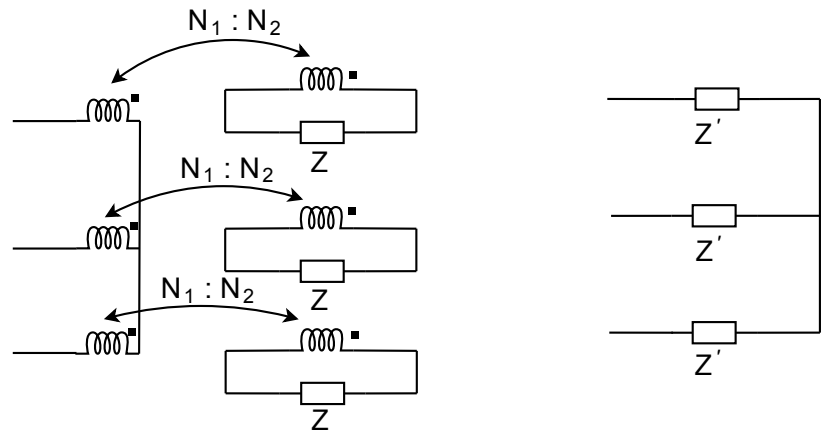 N₁ : N₂
Z
N₁ : N₂
Z
N₁ : N₂
Z
Z′
Z′
Z′